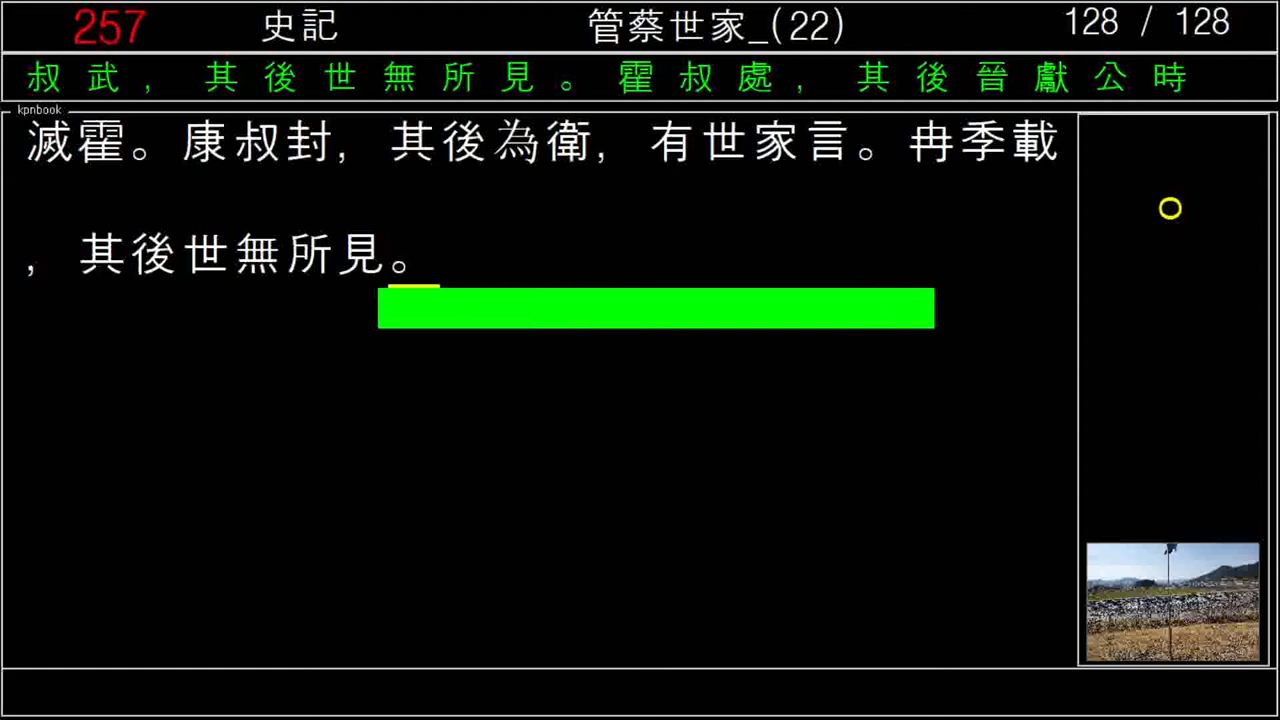 257 史記 管蔡世家_(22) 128 / 128
叔武, 其後世無所見。霍叔處, 其後晉獻公時
kpnbook
滅霍。康叔封, 其後為衛, 有世家言。冉季載
, 其後世無所見。